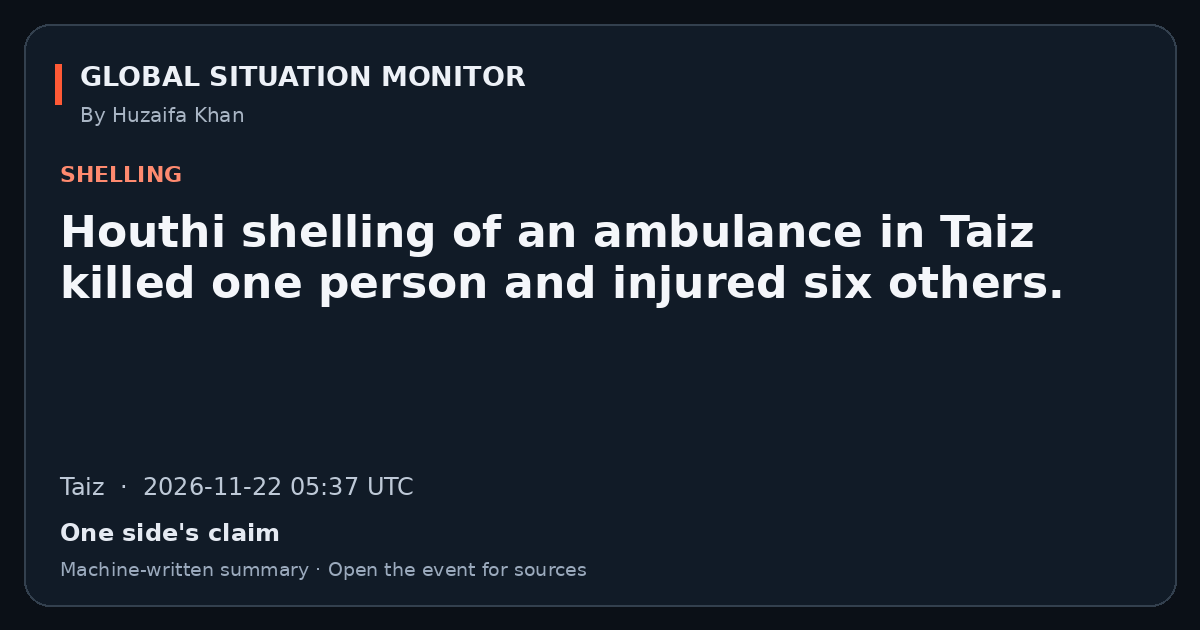 GLOBAL SITUATION MONITOR
By Huzaifa Khan
SHELLING
Houthi shelling of an ambulance in Taiz
killed one person and injured six others.
Taiz · 2026-11-22 05:37 UTC
One side's claim
Machine-written summary · Open the event for sources